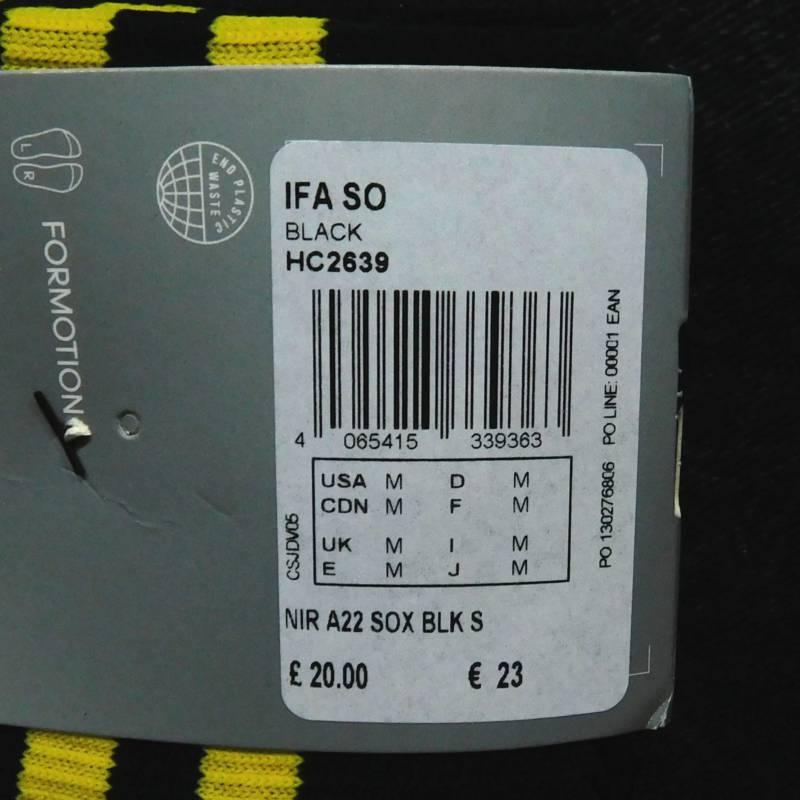 L
R
END PLASTIC
WASTE
FORMOTION
IFA SO
BLACK
HC2639
4 065415 339363
PO 130276806 PO LINE: 00001 EAN
CSJDV05
USA M D M
CDN M F M
UK M I M
E M J M
NIR A22 SOX BLK S
£ 20.00 € 23